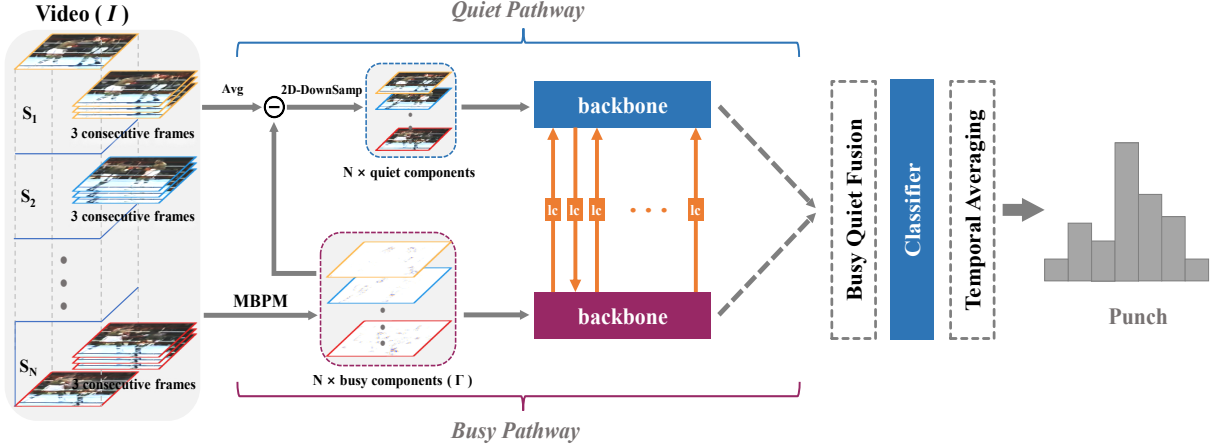 Video ( I )
Quiet Pathway
S1
3 consecutive frames
S2
3 consecutive frames
SN
3 consecutive frames
Avg
2D-DownSamp
N × quiet components
MBPM
N × busy components ( Γ )
backbone
lc
lc
lc
lc
backbone
Busy Pathway
Busy Quiet Fusion
Classifier
Temporal Averaging
Punch